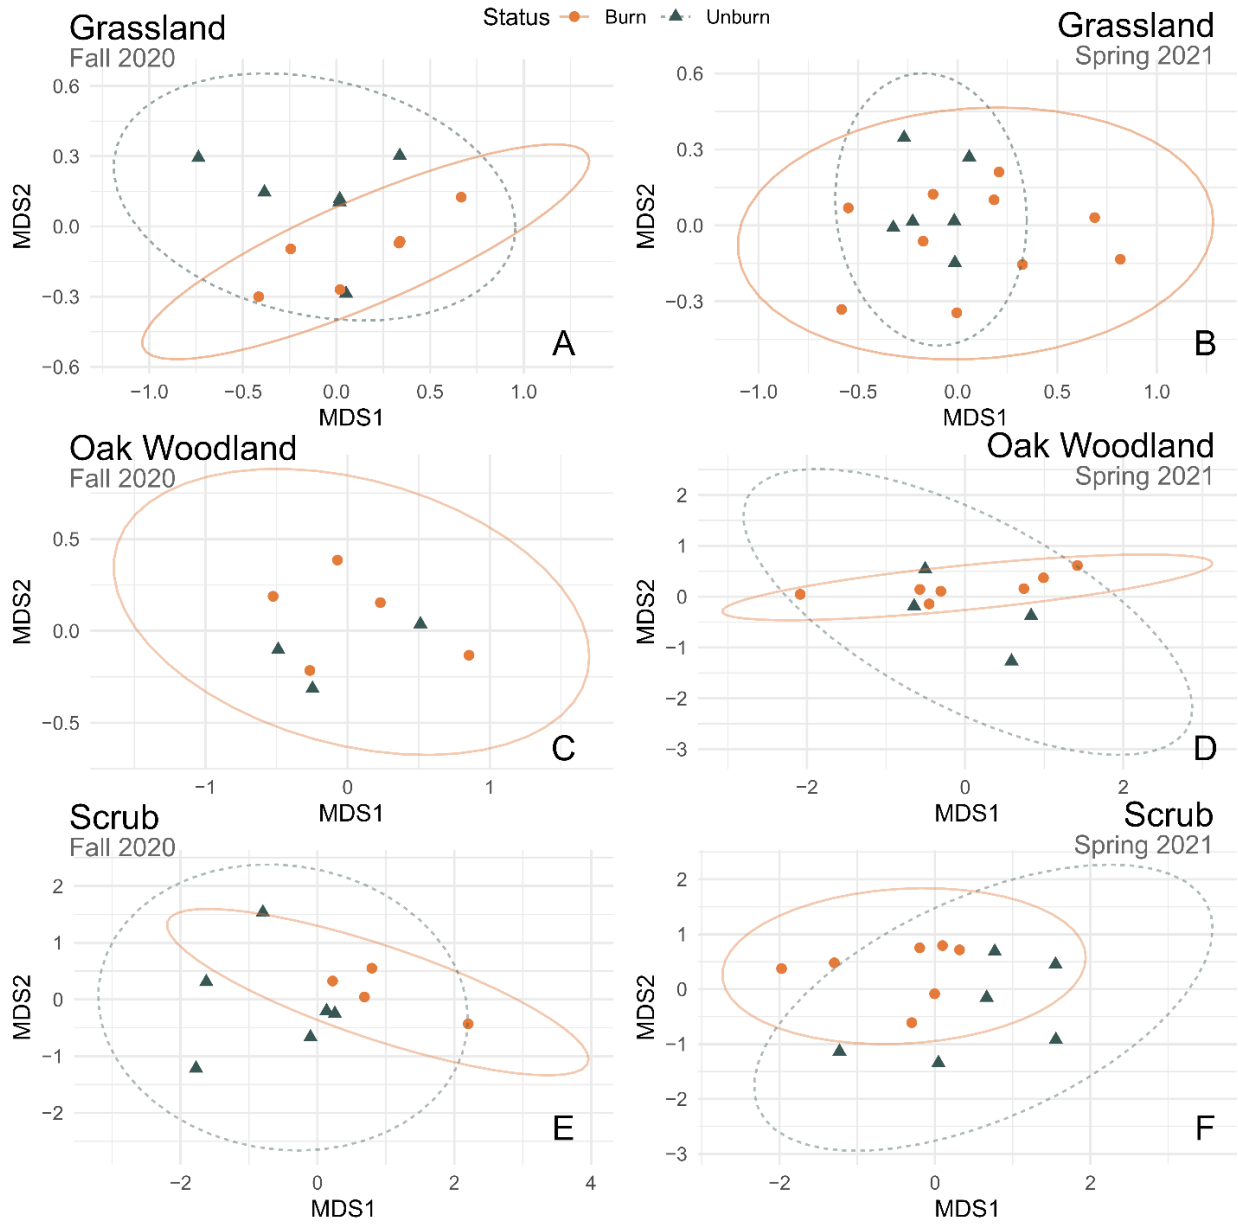 Status Burn Unburn
Grassland
Fall 2020
0.6
0.3
0.0
−0.3
−0.6
MDS2
−1.0 −0.5 0.0 0.5 1.0
MDS1
A
Grassland
Spring 2021
0.6
0.3
0.0
−0.3
MDS2
−1.0 −0.5 0.0 0.5 1.0
MDS1
B
Oak Woodland
Fall 2020
0.5
0.0
−0.5
MDS2
−1 0 1
MDS1
C
Oak Woodland
Spring 2021
2
1
0
−1
−2
−3
MDS2
−2 0 2
MDS1
D
Scrub
Fall 2020
2
1
0
−1
−2
MDS2
−2 0 2 4
MDS1
E
Scrub
Spring 2021
2
1
0
−1
−2
−3
MDS2
−2 0 2
MDS1
F